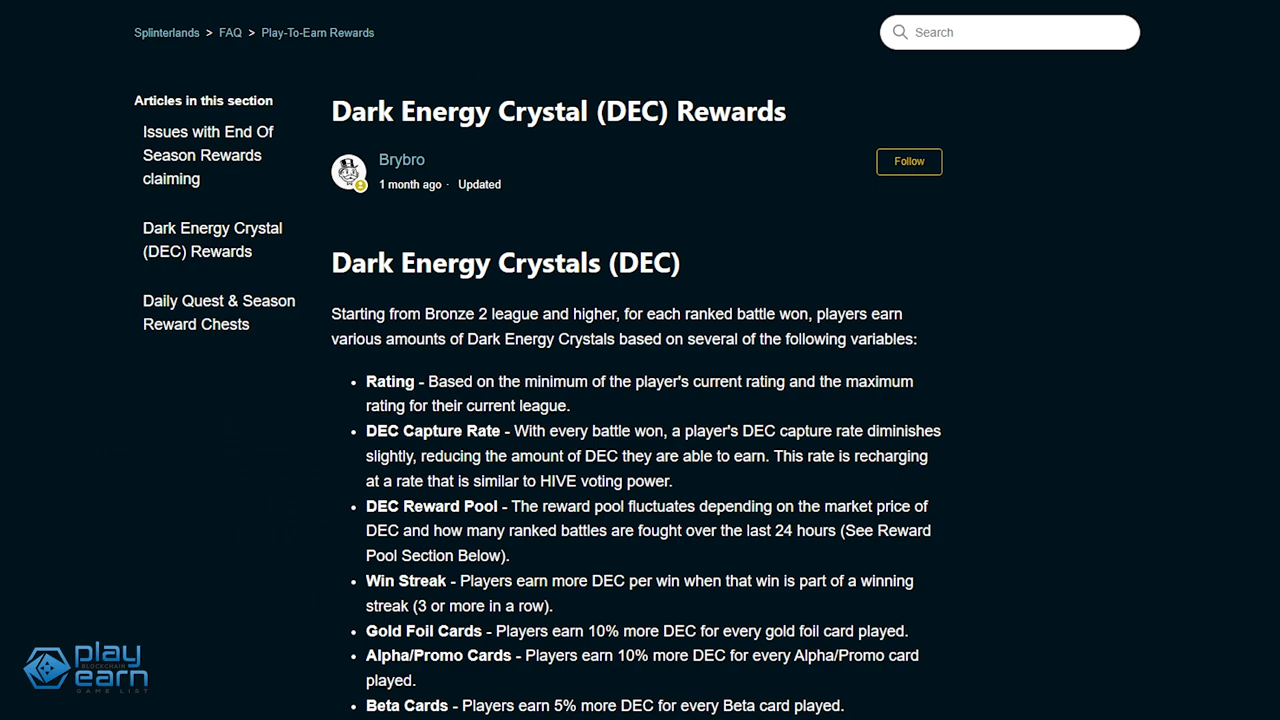 Splinterlands > FAQ > Play-To-Earn Rewards
Search
Articles in this section
Issues with End Of
Season Rewards
claiming
Dark Energy Crystal
(DEC) Rewards
Daily Quest & Season
Reward Chests
Dark Energy Crystal (DEC) Rewards
Brybro
1 month ago · Updated
Follow
Dark Energy Crystals (DEC)
Starting from Bronze 2 league and higher, for each ranked battle won, players earn
various amounts of Dark Energy Crystals based on several of the following variables:
• Rating - Based on the minimum of the player's current rating and the maximum
rating for their current league.
• DEC Capture Rate - With every battle won, a player's DEC capture rate diminishes
slightly, reducing the amount of DEC they are able to earn. This rate is recharging
at a rate that is similar to HIVE voting power.
• DEC Reward Pool - The reward pool fluctuates depending on the market price of
DEC and how many ranked battles are fought over the last 24 hours (See Reward
Pool Section Below).
• Win Streak - Players earn more DEC per win when that win is part of a winning
streak (3 or more in a row).
• Gold Foil Cards - Players earn 10% more DEC for every gold foil card played.
• Alpha/Promo Cards - Players earn 10% more DEC for every Alpha/Promo card
played.
• Beta Cards - Players earn 5% more DEC for every Beta card played.
play
BLOCKCHAIN
earn
GAME LIST